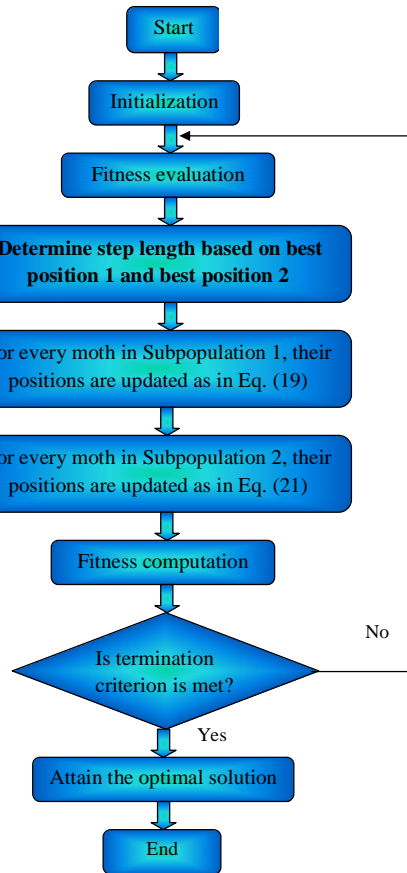 Start
Initialization
Fitness evaluation
Determine step length based on best
position 1 and best position 2
or every moth in Subpopulation 1, their
positions are updated as in Eq. (19)
or every moth in Subpopulation 2, their
positions are updated as in Eq. (21)
Fitness computation
No
Is termination
criterion is met?
Yes
Attain the optimal solution
End